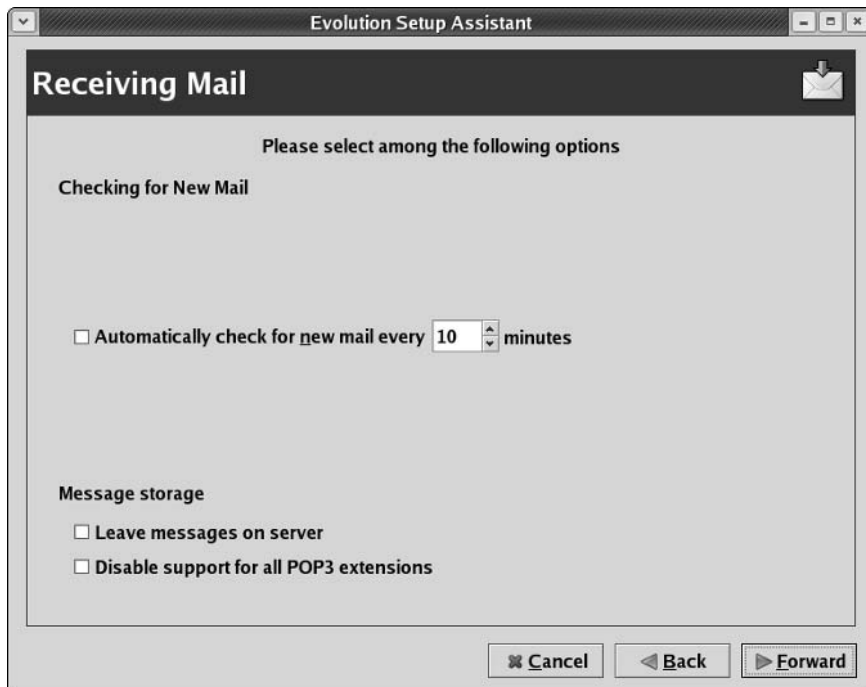 Evolution Setup Assistant
Receiving Mail
Please select among the following options
Checking for New Mail
Automatically check for new mail every 10 minutes
Message storage
Leave messages on server
Disable support for all POP3 extensions
Cancel Back Forward